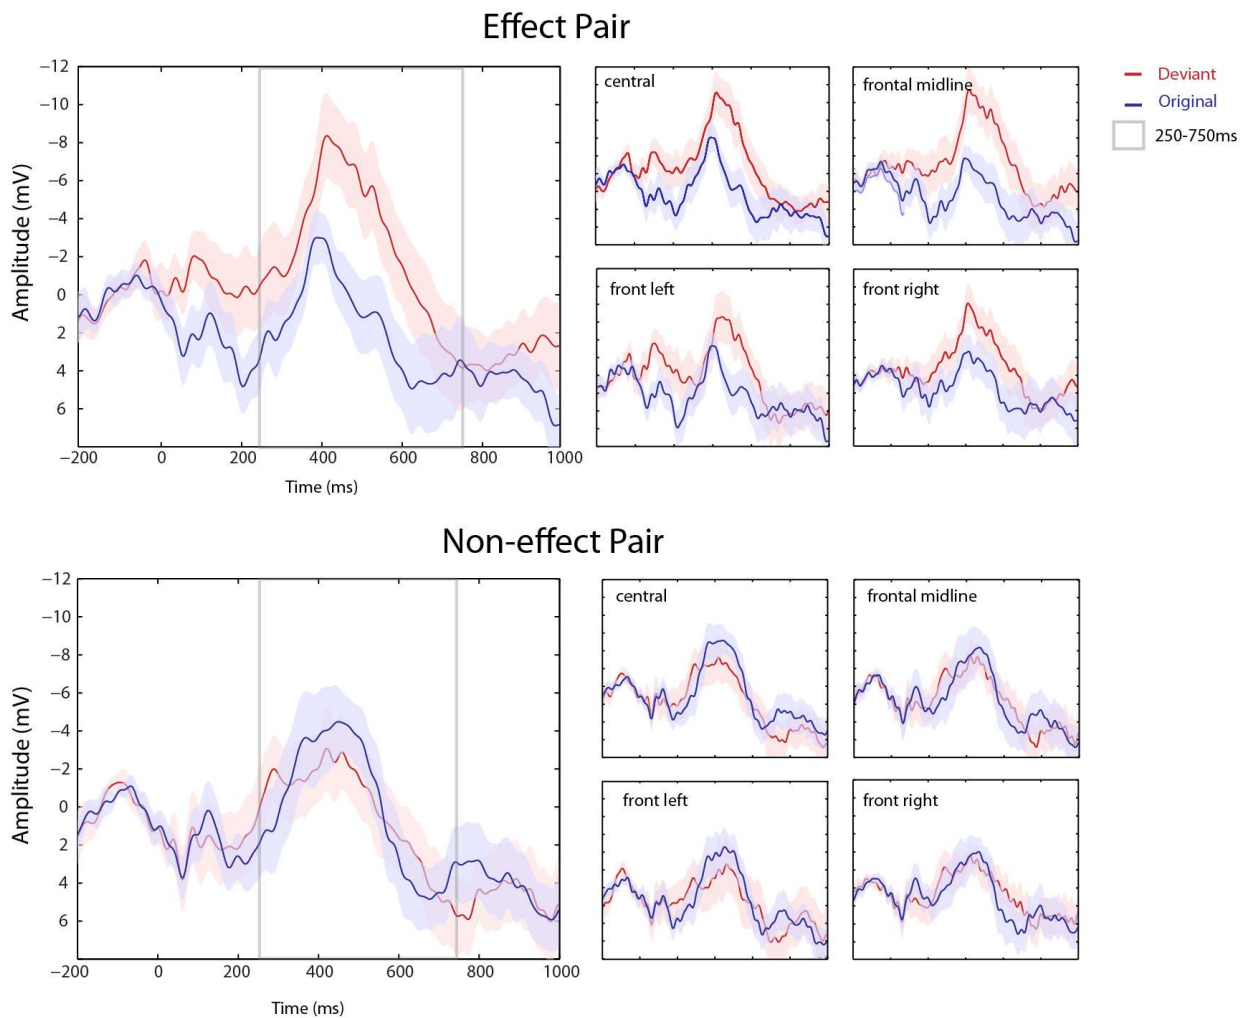 Effect Pair
−12
−10
−8
−6
−4
−2
0
2
4
6
Amplitude (mV)
−200 0 200 400 600 800 1000
Time (ms)
central
frontal midline
front left
front right
Deviant
Original
250-750ms
Non-effect Pair
−12
−10
−8
−6
−4
−2
0
2
4
6
Amplitude (mV)
−200 0 200 400 600 800 1000
Time (ms)
central
frontal midline
front left
front right